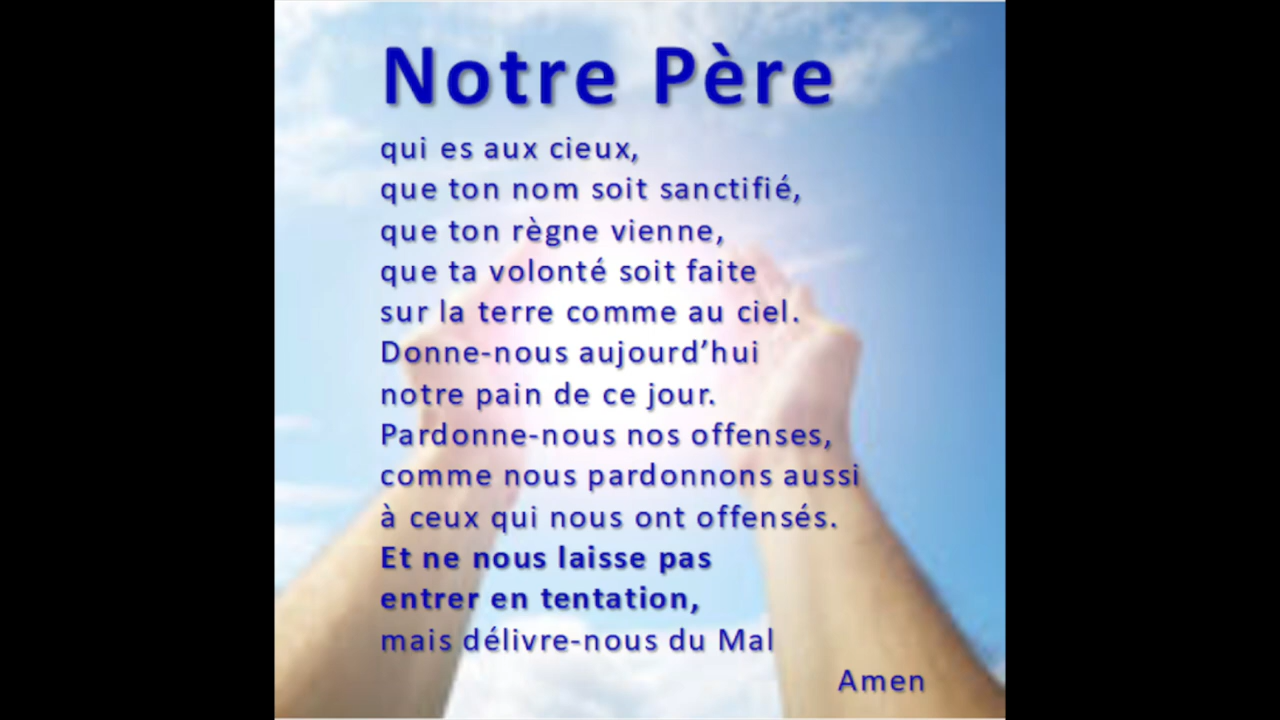 Notre Père
qui es aux cieux,
que ton nom soit sanctifié,
que ton règne vienne,
que ta volonté soit faite
sur la terre comme au ciel.
Donne-nous aujourd’hui
notre pain de ce jour.
Pardonne-nous nos offenses,
comme nous pardonnons aussi
à ceux qui nous ont offensés.
Et ne nous laisse pas
entrer en tentation,
mais délivre-nous du Mal
Amen